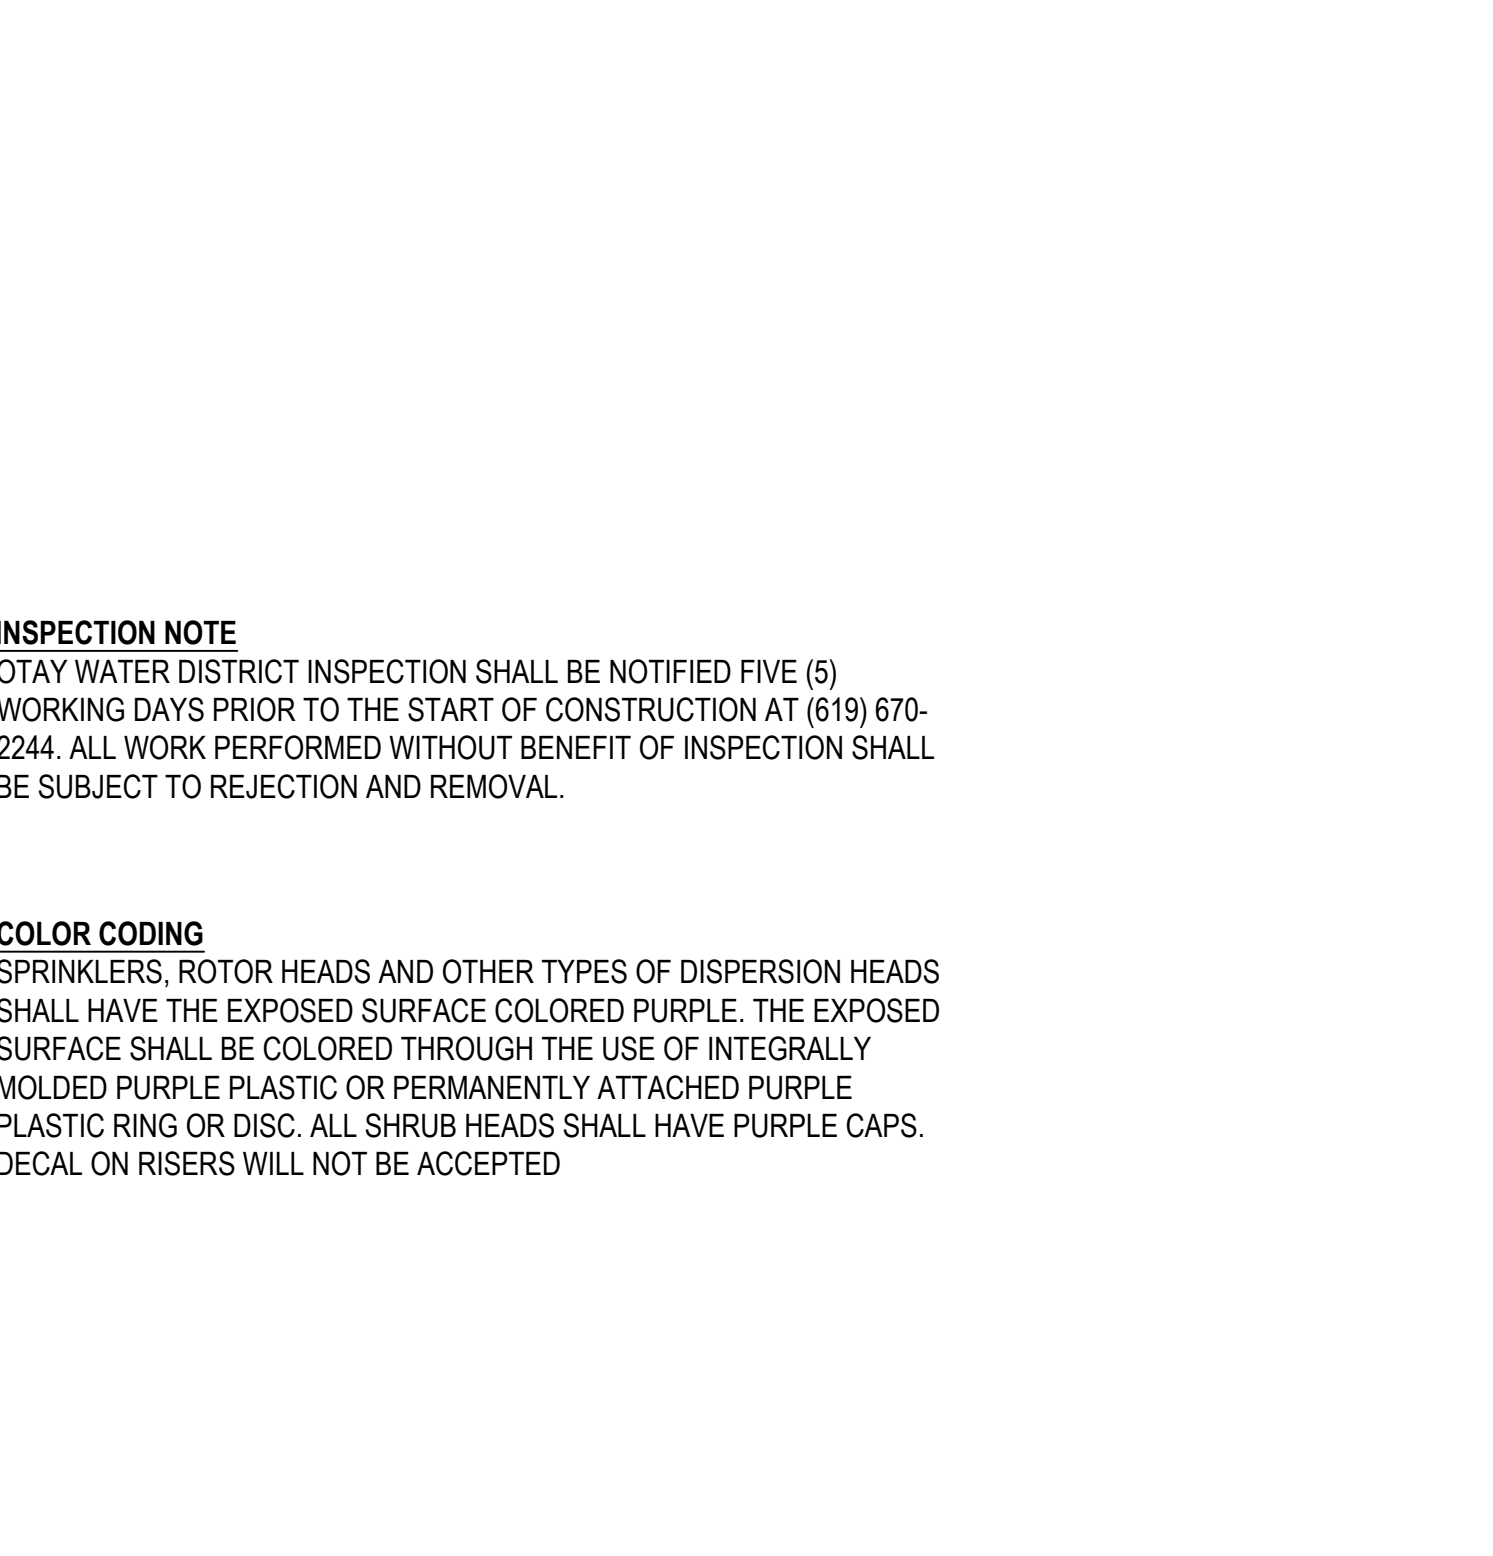 INSPECTION NOTE
OTAY WATER DISTRICT INSPECTION SHALL BE NOTIFIED FIVE (5)
WORKING DAYS PRIOR TO THE START OF CONSTRUCTION AT (619) 670-
2244. ALL WORK PERFORMED WITHOUT BENEFIT OF INSPECTION SHALL
BE SUBJECT TO REJECTION AND REMOVAL.
COLOR CODING
SPRINKLERS, ROTOR HEADS AND OTHER TYPES OF DISPERSION HEADS
SHALL HAVE THE EXPOSED SURFACE COLORED PURPLE. THE EXPOSED
SURFACE SHALL BE COLORED THROUGH THE USE OF INTEGRALLY
MOLDED PURPLE PLASTIC OR PERMANENTLY ATTACHED PURPLE
PLASTIC RING OR DISC. ALL SHRUB HEADS SHALL HAVE PURPLE CAPS.
DECAL ON RISERS WILL NOT BE ACCEPTED